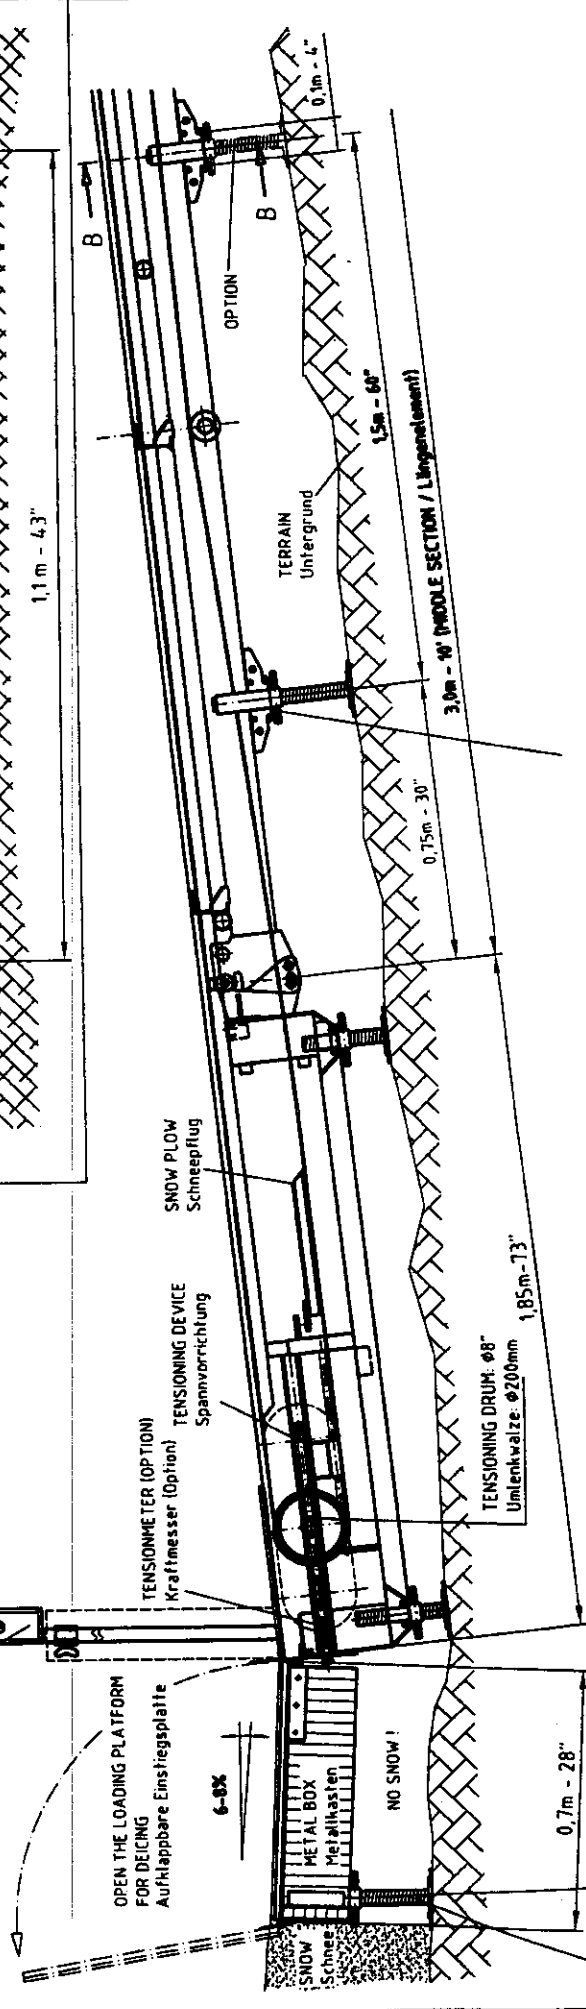 0,1m - 4"
B
B
OPTION
1,1m - 43"
1,5m - 60"
TERRAIN
Untergrund
3,0m - 10' (MIDDLE SECTION / Längenelement)
0,75m - 30"
SNOW PLOW
Schneepflug
TENSIONING DEVICE
Spannvorrichtung
1,85m-73"
TENSIONMETER (OPTION)
Kraftmesser (Option)
TENSIONING DRUM: Ø8"
Umlenkwalze: Ø200mm
OPEN THE LOADING PLATFORM
FOR DEICING
Aufklappbare Einstiegsplatte
6-8%
METAL BOX
Metallkasten
NO SNOW !
0,7m - 28"
SNOW
Schnee